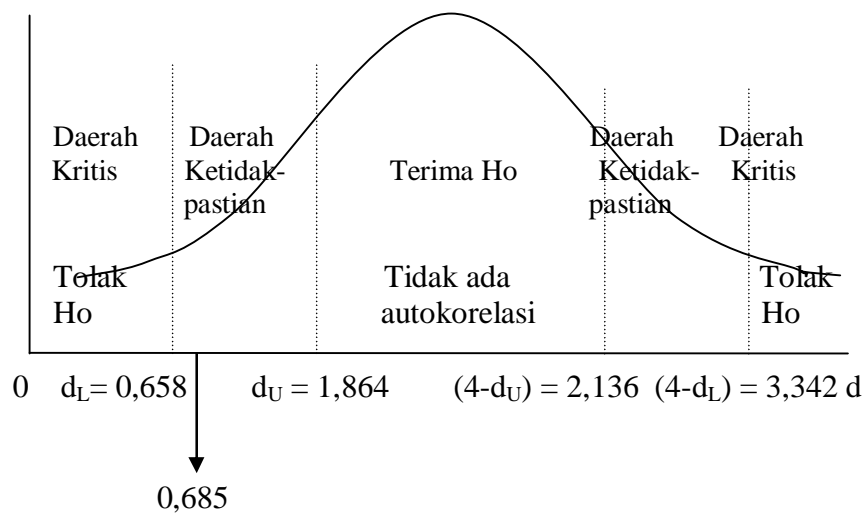 Daerah Kritis
Daerah Ketidak-pastian
Terima Ho
Daerah Ketidak-pastian
Daerah Kritis
Tolak Ho
Tidak ada autokorelasi
Tolak Ho
0 dL= 0,658 dU = 1,864 (4-dU) = 2,136 (4-dL) = 3,342 d
0,685